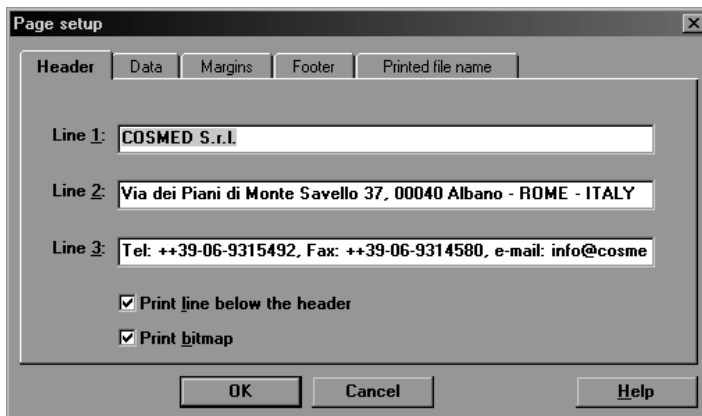 Page setup
Header Data Margins Footer Printed file name
Line 1: COSMED S.r.l.
Line 2: Via dei Piani di Monte Savello 37, 00040 Albano - ROME - ITALY
Line 3: Tel: ++39-06-9315492, Fax: ++39-06-9314580, e-mail: info@cosme
Print line below the header
Print bitmap
OK Cancel Help